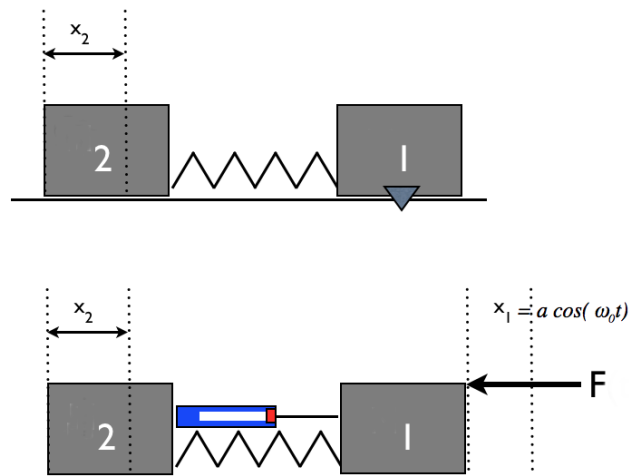 x₂
2 1
x₂
x₁ = a cos( ω₀t)
F
2 1